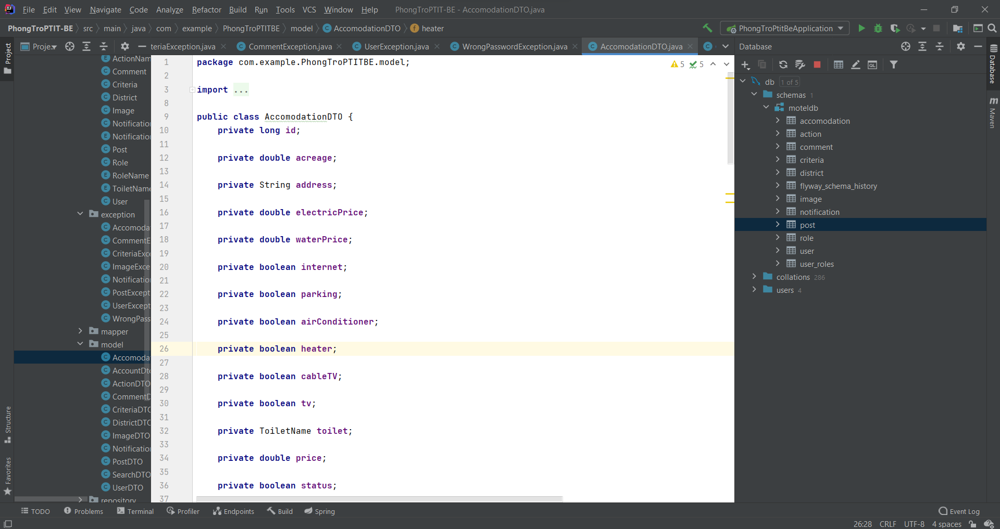 File Edit View Navigate Code Analyze Refactor Build Run Tools VCS Window Help PhongTroPTIT-BE - AccomodationDTO.java
PhongTroPTIT-BE src main java com example PhongTroPTITBE model AccomodationDTO heater PhongTroPtitBeApplication
Project
Proje...
teriaException.java CommentException.java UserException.java WrongPasswordException.java AccomodationDTO.java
ActionNam
Comment
Criteria
District
Image
Notificatio
Notificatio
Post
Role
RoleName
ToiletName
User
exception
Accomoda
CommentE
CriteriaExce
ImageExce
Notificatio
PostExcept
UserExcept
WrongPass
mapper
model
Accomoda
AccountDto
ActionDTO
CommentD
CriteriaDTO
DistrictDTO
ImageDTO
Notificatio
PostDTO
SearchDTO
UserDTO
repository
Structure
Favorites
1 package com.example.PhongTroPTITBE.model;
2
3 import ...
8
9 public class AccomodationDTO {
10 private long id;
11
12 private double acreage;
13
14 private String address;
15
16 private double electricPrice;
17
18 private double waterPrice;
19
20 private boolean internet;
21
22 private boolean parking;
23
24 private boolean airConditioner;
25
26 private boolean heater;
27
28 private boolean cableTV;
29
30 private boolean tv;
31
32 private ToiletName toilet;
33
34 private double price;
35
36 private boolean status;
37
5 5
Database
db 1 of 5
schemas 1
moteldb
accomodation
action
comment
criteria
district
flyway_schema_history
image
notification
post
role
user
user_roles
collations 286
users 4
Database
Maven
TODO Problems Terminal Profiler Endpoints Build Spring Event Log
26:28 CRLF UTF-8 4 spaces